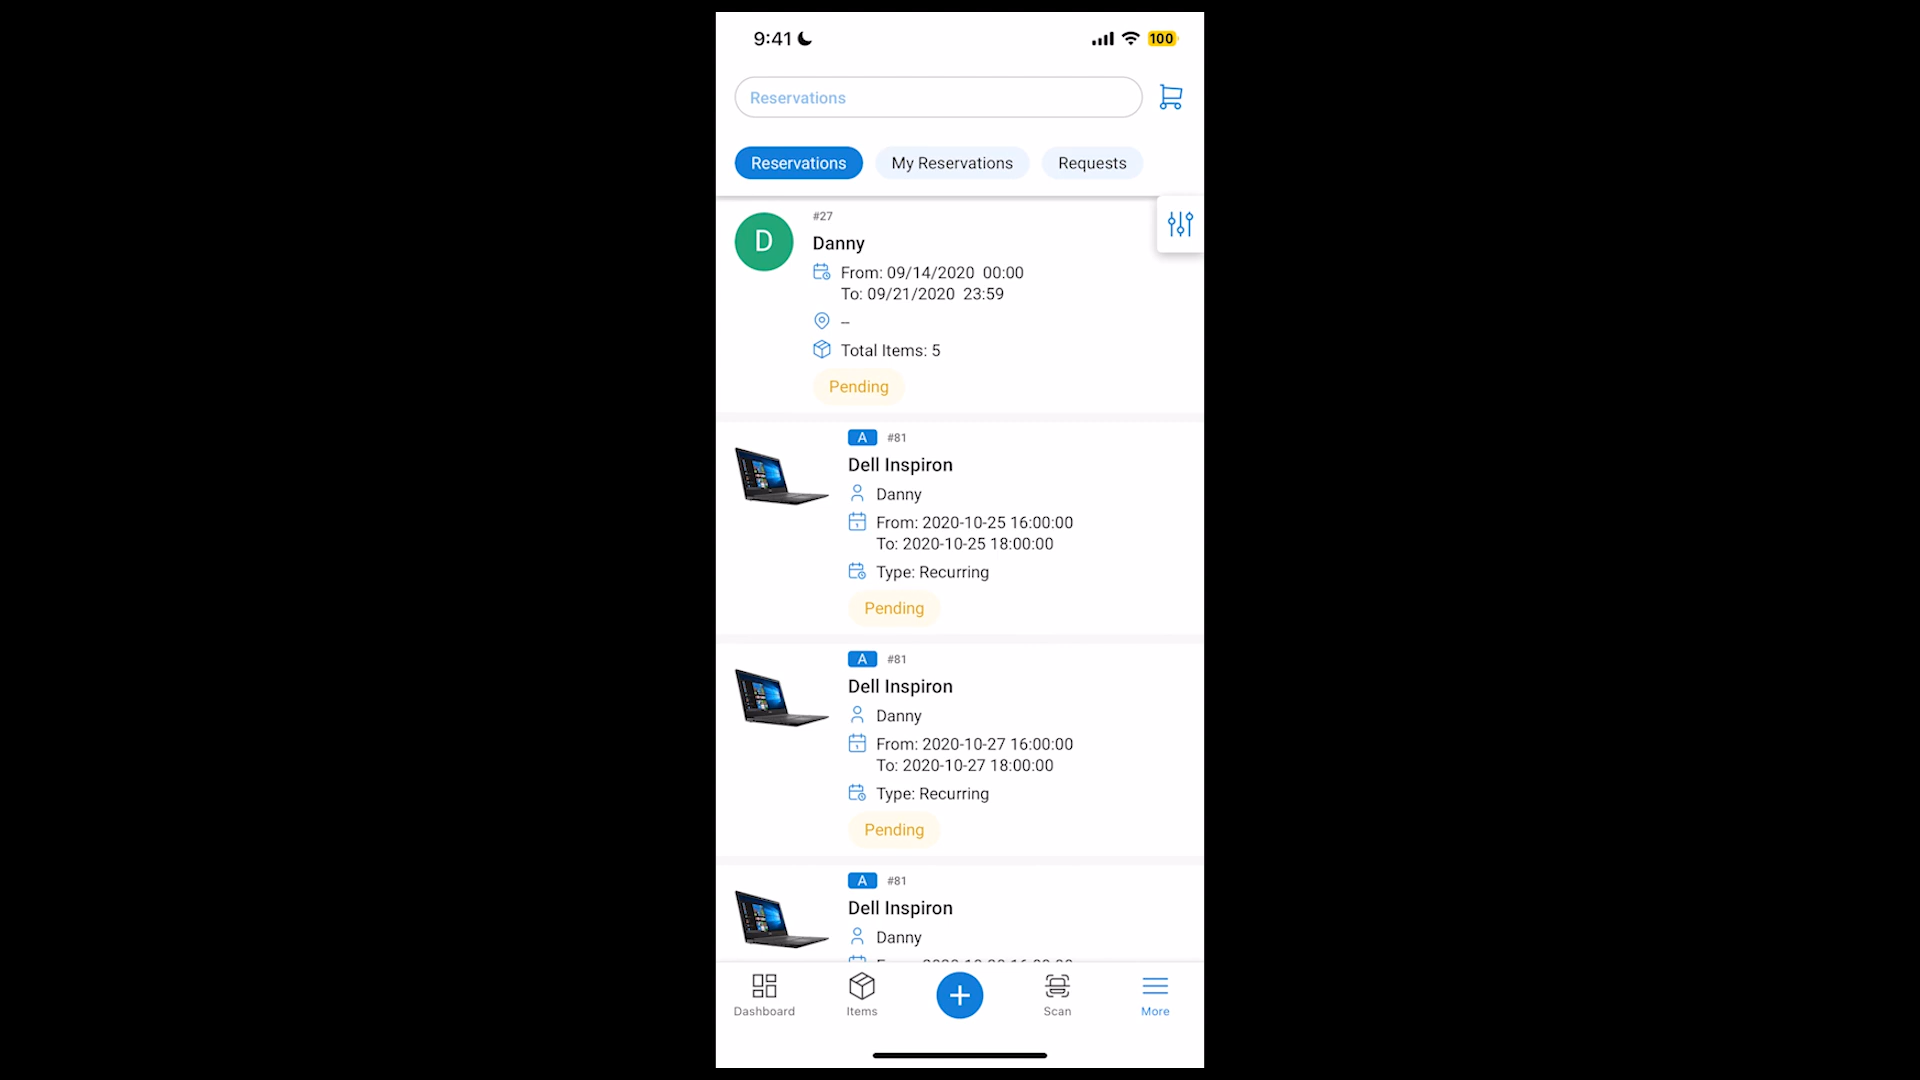 9:41
100
Reservations
Reservations My Reservations Requests
#27
D
Danny
From: 09/14/2020 00:00
To: 09/21/2020 23:59
--
Total Items: 5
Pending
A #81
Dell Inspiron
Danny
From: 2020-10-25 16:00:00
To: 2020-10-25 18:00:00
Type: Recurring
Pending
A #81
Dell Inspiron
Danny
From: 2020-10-27 16:00:00
To: 2020-10-27 18:00:00
Type: Recurring
Pending
A #81
Dell Inspiron
Danny
Dashboard Items Scan More